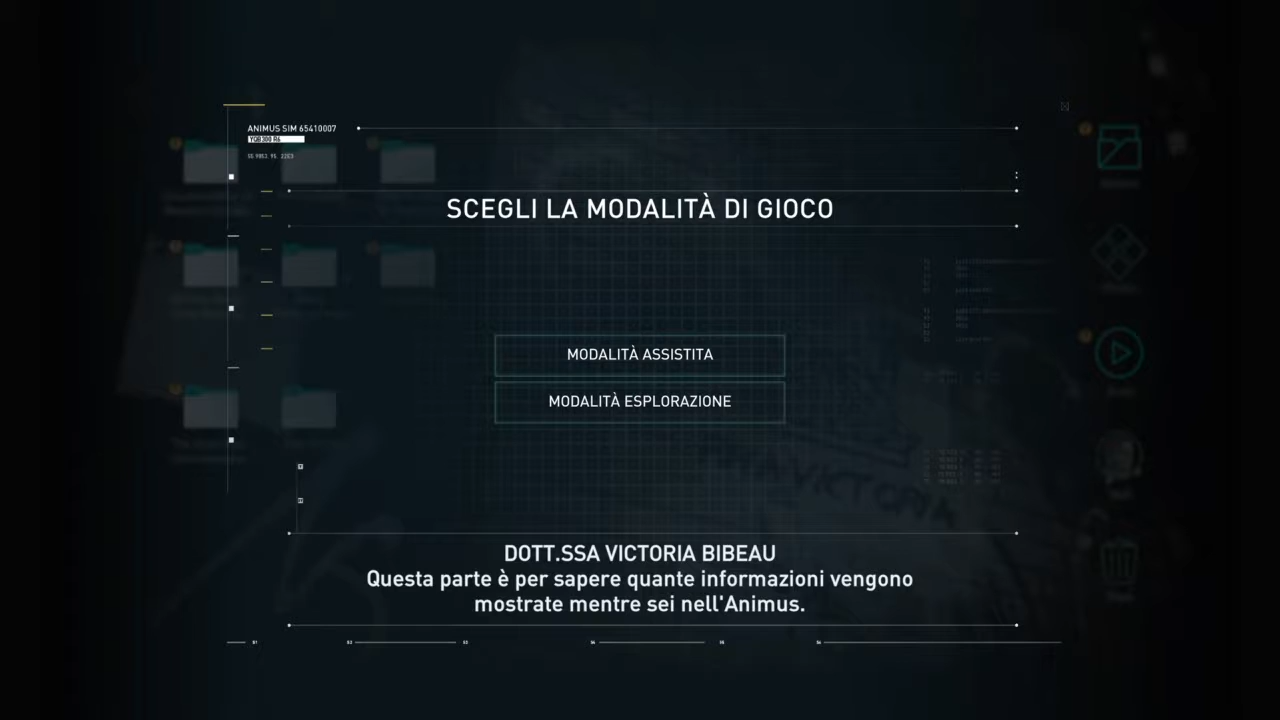 ANIMUS SIM 65410007
SCEGLI LA MODALITÀ DI GIOCO
MODALITÀ ASSISTITA
MODALITÀ ESPLORAZIONE
DOTT.SSA VICTORIA BIBEAU
Questa parte è per sapere quante informazioni vengono
mostrate mentre sei nell'Animus.